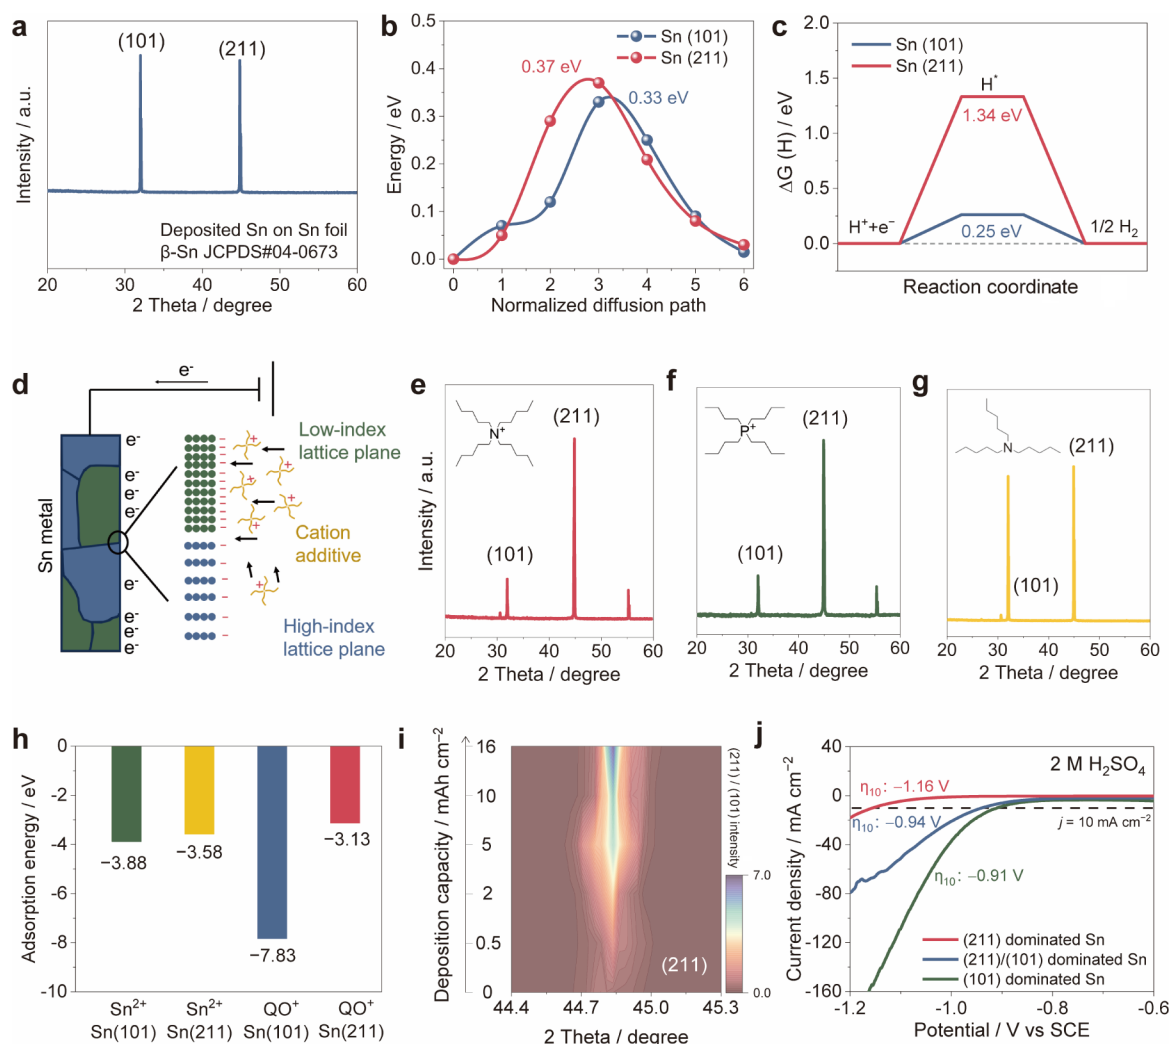 a
(101)
(211)
Intensity / a.u.
Deposited Sn on Sn foil
β-Sn JCPDS#04-0673
20 30 40 50 60
2 Theta / degree
b
0.5
0.4
0.3
0.2
0.1
0.0
Energy / eV
Sn (101)
Sn (211)
0.37 eV
0.33 eV
0 1 2 3 4 5 6
Normalized diffusion path
c
2.0
1.5
1.0
0.5
0.0
ΔG (H) / eV
Sn (101)
Sn (211)
H*
1.34 eV
H⁺+e⁻
0.25 eV
1/2 H₂
Reaction coordinate
d
e⁻
Sn metal
e⁻
e⁻
e⁻
e⁻
e⁻
e⁻
e⁻
e⁻
Low-index
lattice plane
Cation
additive
High-index
lattice plane
e
N⁺
(211)
(101)
Intensity / a.u.
20 30 40 50 60
2 Theta / degree
f
P⁺
(211)
(101)
20 30 40 50 60
2 Theta / degree
g
N
(211)
(101)
20 30 40 50 60
2 Theta / degree
h
0
-2
-4
-6
-8
-10
Adsorption energy / eV
−3.88
−3.58
−7.83
−3.13
Sn²⁺ Sn²⁺ QO⁺ QO⁺
Sn(101) Sn(211) Sn(101) Sn(211)
i
Deposition capacity / mAh cm⁻²
16
10
5
2
0.5
0
(211)
44.4 44.7 45.0 45.3
2 Theta / degree
(211) / (101) intensity
7.0
0.0
j
40
0
-40
-80
-120
-160
Current density / mA cm⁻²
2 M H₂SO₄
η₁₀: −1.16 V
η₁₀: −0.94 V
j = 10 mA cm⁻²
η₁₀: −0.91 V
(211) dominated Sn
(211)/(101) dominated Sn
(101) dominated Sn
-1.2 -1.0 -0.8 -0.6
Potential / V vs SCE